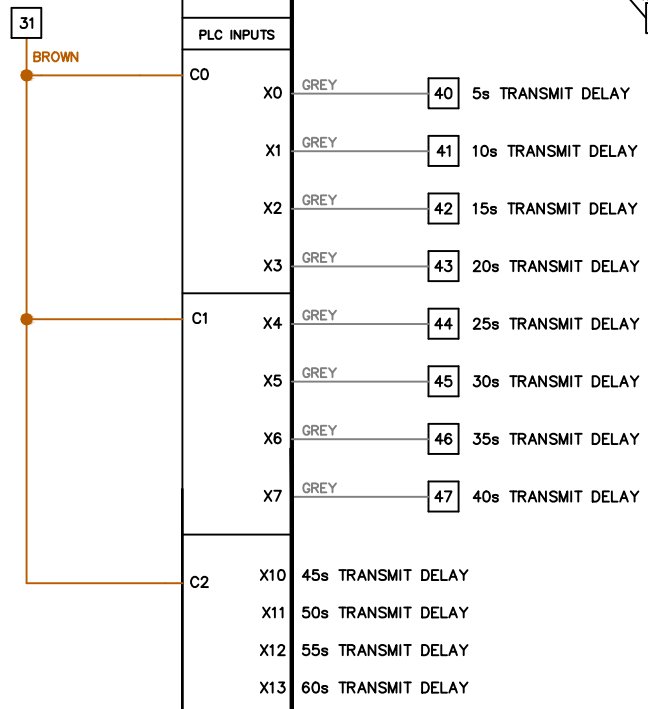 31
PLC INPUTS
BROWN
C0
X0 GREY 40 5s TRANSMIT DELAY
X1 GREY 41 10s TRANSMIT DELAY
X2 GREY 42 15s TRANSMIT DELAY
X3 GREY 43 20s TRANSMIT DELAY
C1
X4 GREY 44 25s TRANSMIT DELAY
X5 GREY 45 30s TRANSMIT DELAY
X6 GREY 46 35s TRANSMIT DELAY
X7 GREY 47 40s TRANSMIT DELAY
C2
X10 45s TRANSMIT DELAY
X11 50s TRANSMIT DELAY
X12 55s TRANSMIT DELAY
X13 60s TRANSMIT DELAY